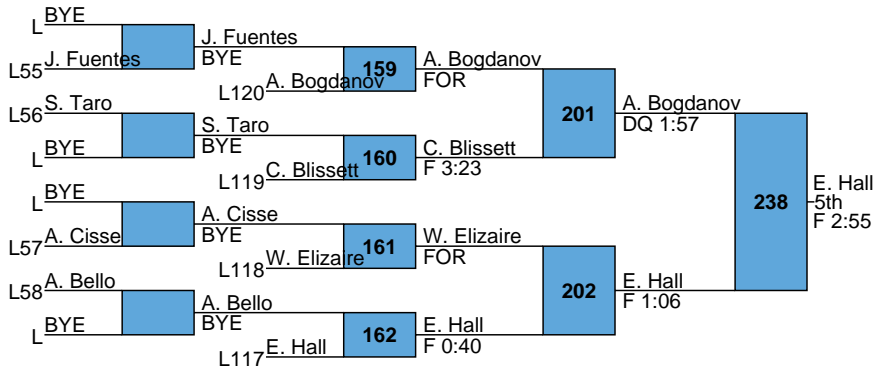 L BYE
L55 J. Fuentes
J. Fuentes
BYE
L120 A. Bogdanov
159
A. Bogdanov
FOR
L56 S. Taro
L BYE
S. Taro
BYE
L119 C. Blissett
160
C. Blissett
F 3:23
201
A. Bogdanov
DQ 1:57
L BYE
L57 A. Cisse
A. Cisse
BYE
L118 W. Elizaire
161
W. Elizaire
FOR
L58 A. Bello
L BYE
A. Bello
BYE
L117 E. Hall
162
E. Hall
F 0:40
202
E. Hall
F 1:06
238
E. Hall
5th
F 2:55